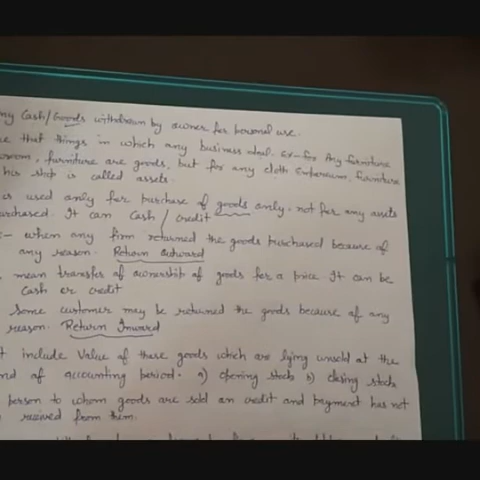 ny Cash/Goods withdrawn by owner for personal use.
e that things in which any business deal. Ex- for Any furniture
room, furniture are goods, but for any cloth Emporium, furniture
his shop is called assets.
is used only for purchase of goods only, not for any assets
urchased. It can Cash / credit
:- when any firm returned the goods purchased because of
any reason. Return outward
mean transfer of ownership of goods for a price It can be
Cash or credit
Some customer may be returned the goods because of any
reason. Return Inward
t include Value of those goods which are lying unsold at the
nd of accounting period. a) opening stock b) closing stock
person to whom goods are sold on credit and payment has not
recived from them.